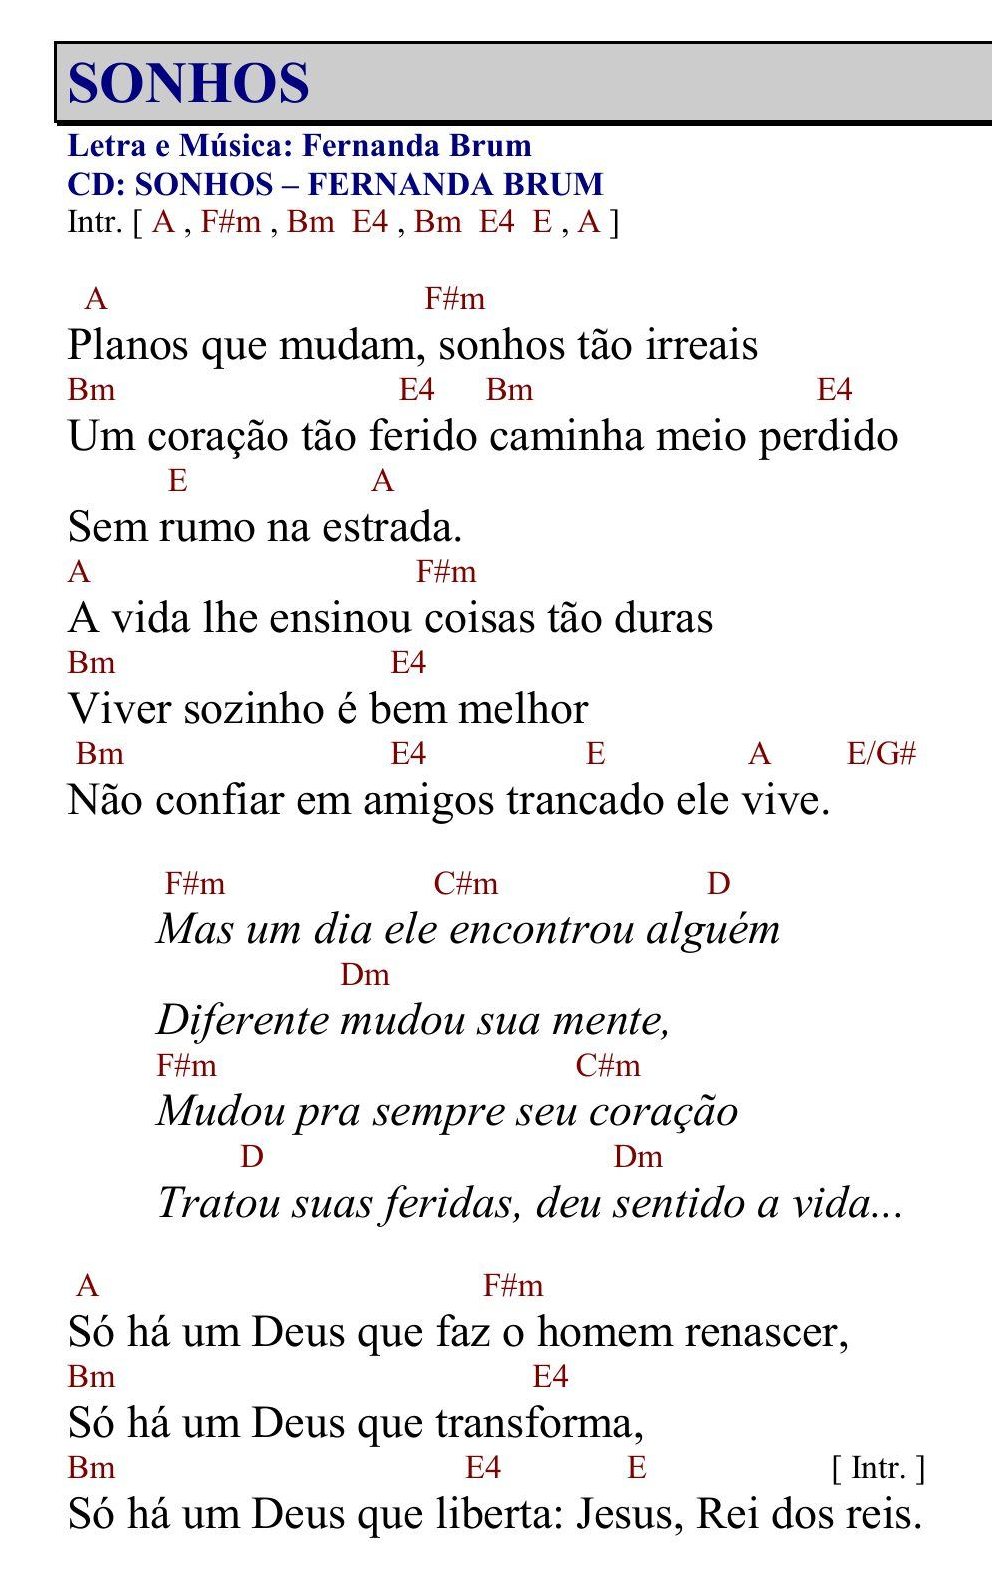 SONHOS
Letra e Música: Fernanda Brum
CD: SONHOS – FERNANDA BRUM
Intr. [ A , F#m , Bm E4 , Bm E4 E , A ]
A F#m
Planos que mudam, sonhos tão irreais
Bm E4 Bm E4
Um coração tão ferido caminha meio perdido
E A
Sem rumo na estrada.
A F#m
A vida lhe ensinou coisas tão duras
Bm E4
Viver sozinho é bem melhor
Bm E4 E A E/G#
Não confiar em amigos trancado ele vive.
F#m C#m D
Mas um dia ele encontrou alguém
Dm
Diferente mudou sua mente,
F#m C#m
Mudou pra sempre seu coração
D Dm
Tratou suas feridas, deu sentido a vida...
A F#m
Só há um Deus que faz o homem renascer,
Bm E4
Só há um Deus que transforma,
Bm E4 E [ Intr. ]
Só há um Deus que liberta: Jesus, Rei dos reis.